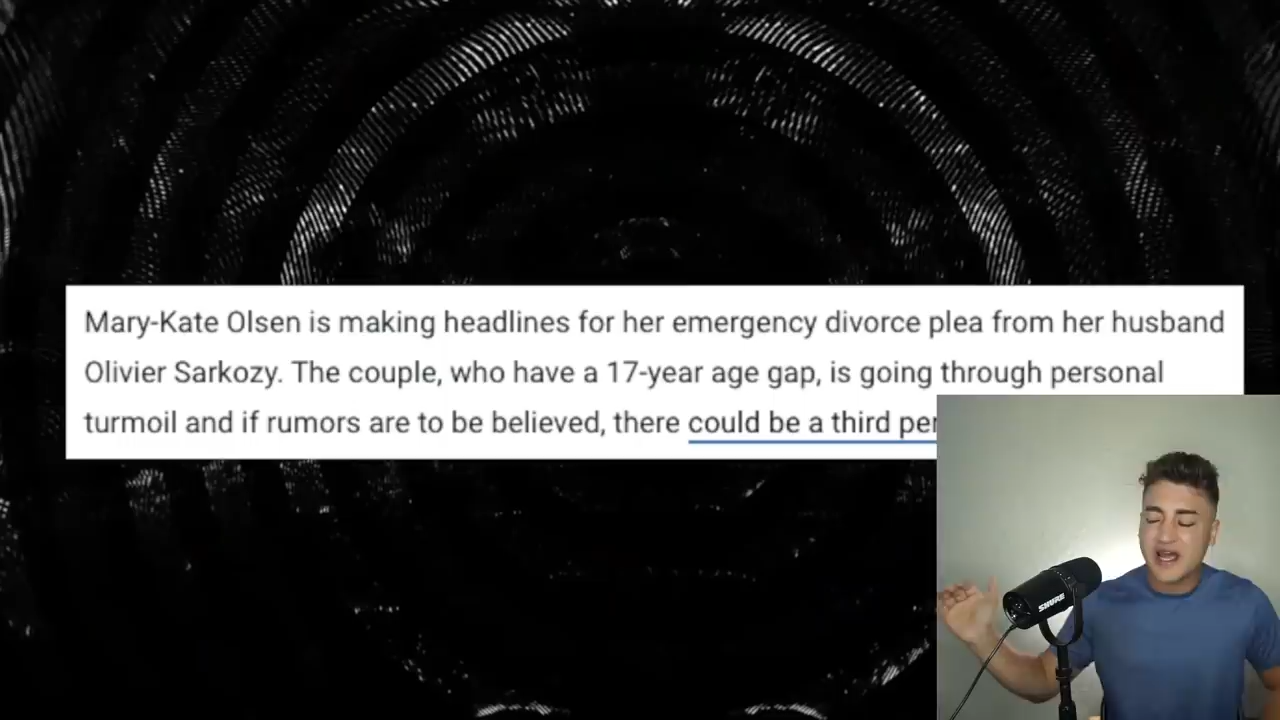 Mary-Kate Olsen is making headlines for her emergency divorce plea from her husband
Olivier Sarkozy. The couple, who have a 17-year age gap, is going through personal
turmoil and if rumors are to be believed, there could be a third
SHURE